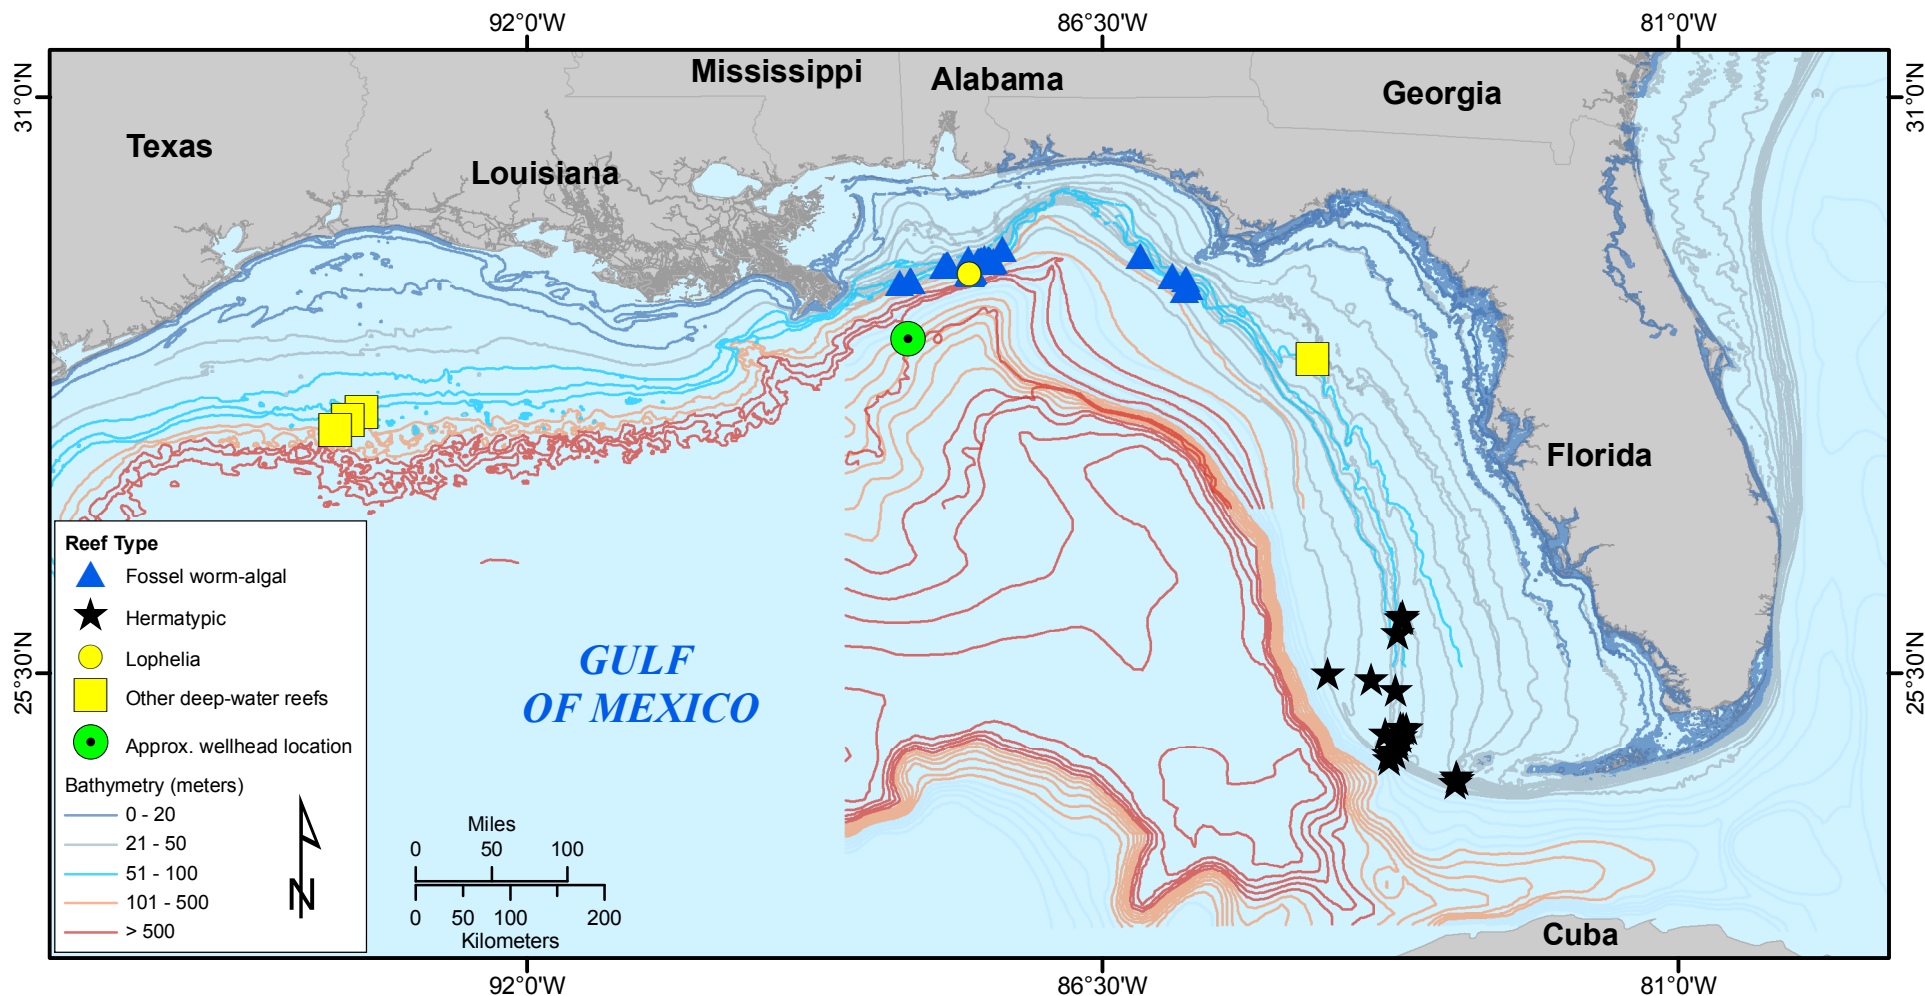 92°0'W
86°30'W
81°0'W
31°0'N
31°0'N
Mississippi
Alabama
Georgia
Texas
Louisiana
Florida
Reef Type
Fossel worm-algal
Hermatypic
Lophelia
Other deep-water reefs
Approx. wellhead location
Bathymetry (meters)
0 - 20
21 - 50
51 - 100
101 - 500
> 500
N
GULF
OF MEXICO
25°30'N
25°30'N
Miles
0 50 100
0 50 100 200
Kilometers
Cuba
92°0'W
86°30'W
81°0'W